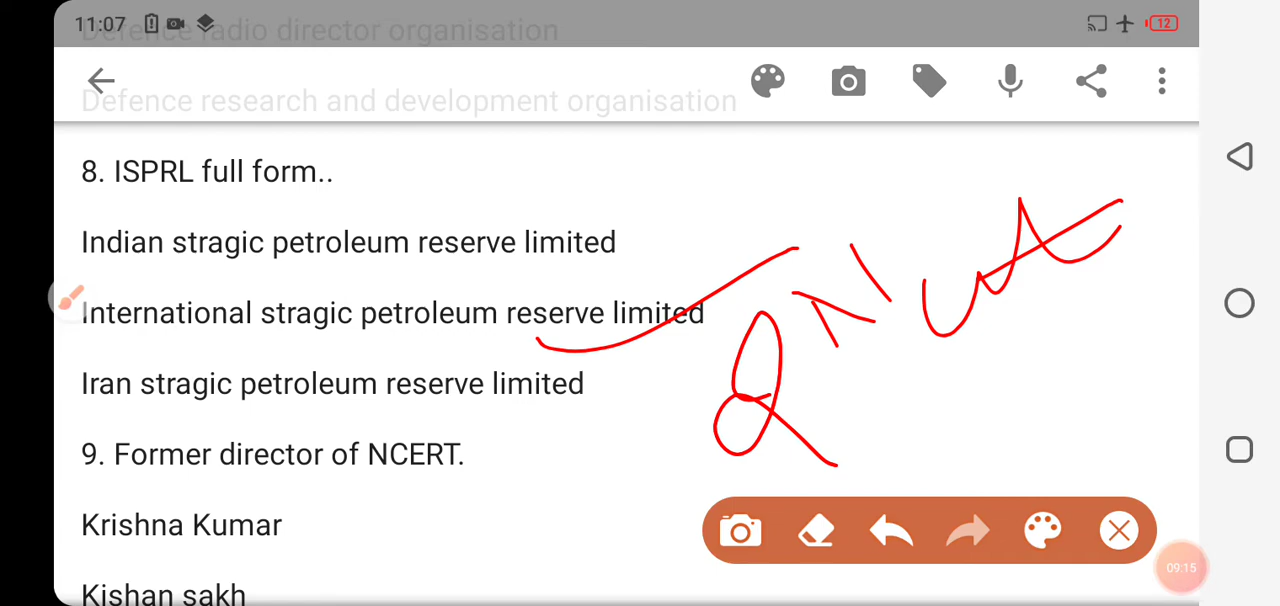 11:07 12
Defence radio director organisation
Defence research and development organisation
8. ISPRL full form..
Indian stragic petroleum reserve limited
International stragic petroleum reserve limited
Iran stragic petroleum reserve limited
9. Former director of NCERT.
Krishna Kumar
Kishan sakh
09:15